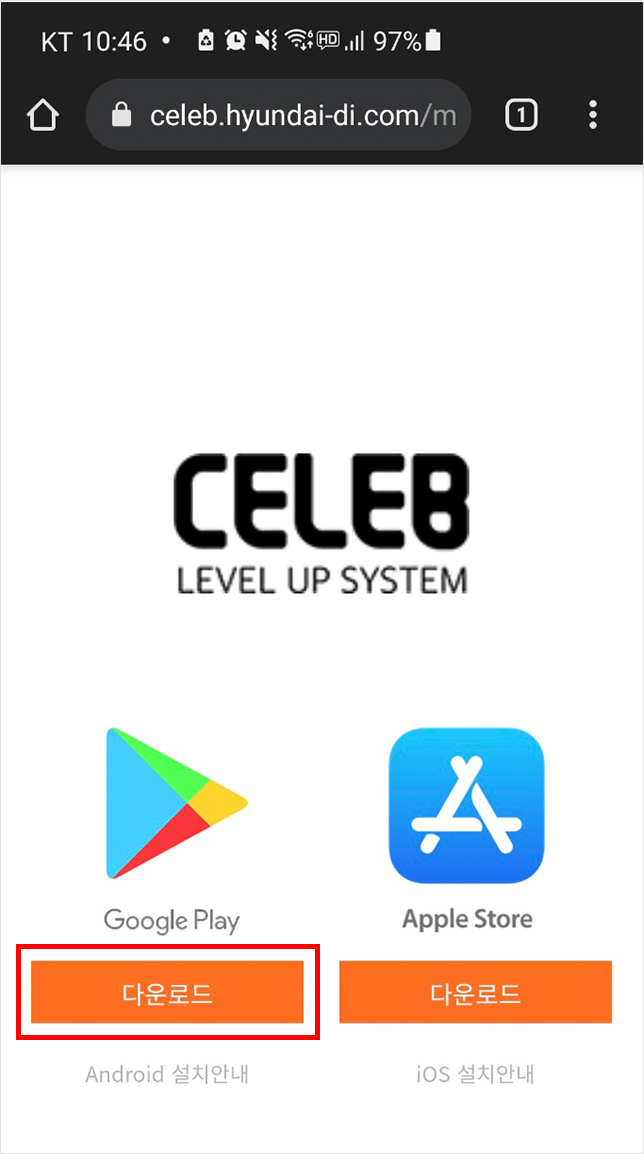 KT 10:46 • HD 97%
celeb.hyundai-di.com/m
1
CELEB
LEVEL UP SYSTEM
Google Play
Apple Store
다운로드
다운로드
Android 설치안내
iOS 설치안내